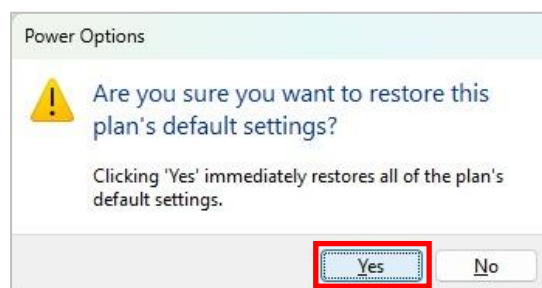 Power Options
Are you sure you want to restore this
plan's default settings?
Clicking 'Yes' immediately restores all of the plan's
default settings.
Yes
No